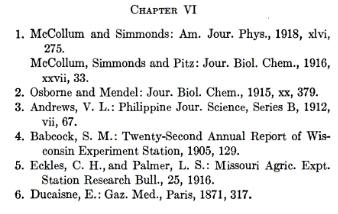 CHAPTER VI
1. McCollum and Simmonds: Am. Jour. Phys., 1918, xlvi,
275.
McCollum, Simmonds and Pitz: Jour. Biol. Chem., 1916,
xxvii, 33.
2. Osborne and Mendel: Jour. Biol. Chem., 1915, xx, 379.
3. Andrews, V. L.: Philippine Jour. Science, Series B, 1912,
vii, 67.
4. Babcock, S. M.: Twenty-Second Annual Report of Wis-
consin Experiment Station, 1905, 129.
5. Eckles, C. H., and Palmer, L. S.: Missouri Agric. Expt.
Station Research Bull., 25, 1916.
6. Ducaisne, E.: Gaz. Med., Paris, 1871, 317.